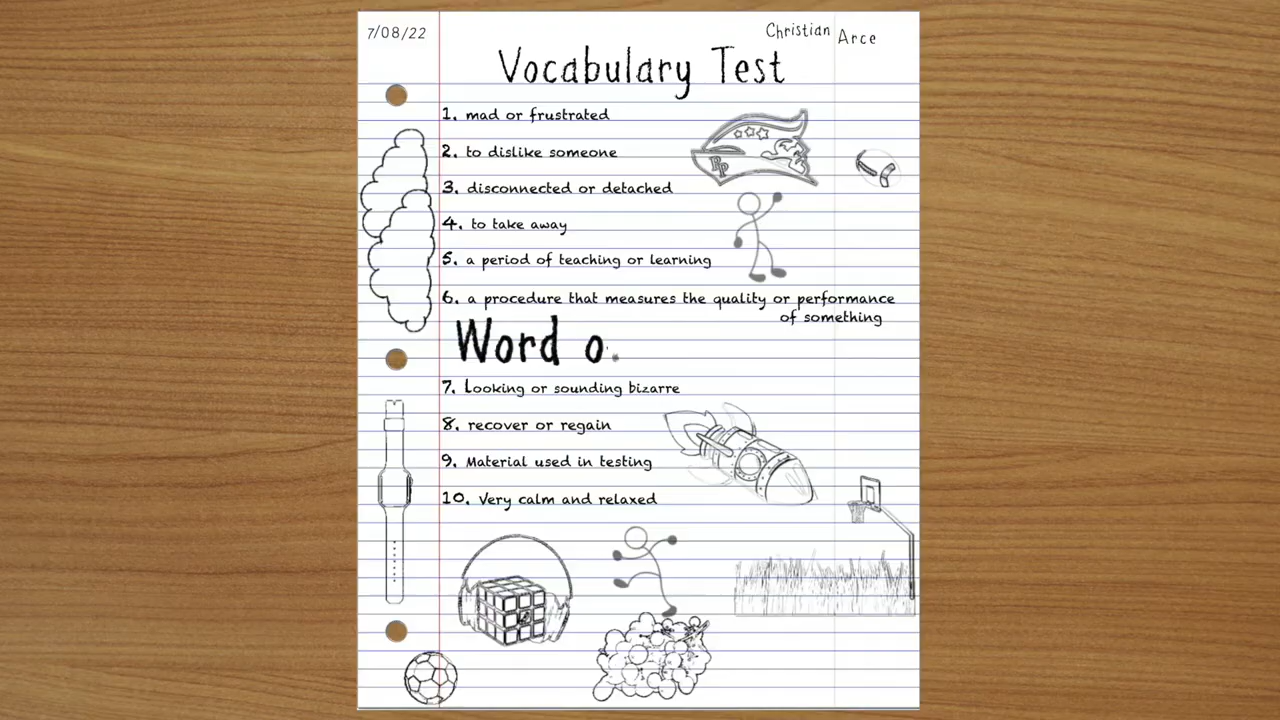 7/08/22
Christian Arce
Vocabulary Test
1. mad or frustrated
2. to dislike someone
3. disconnected or detached
4. to take away
5. a period of teaching or learning
6. a procedure that measures the quality or performance
of something
Word o
7. Looking or sounding bizarre
8. recover or regain
9. Material used in testing
10. Very calm and relaxed